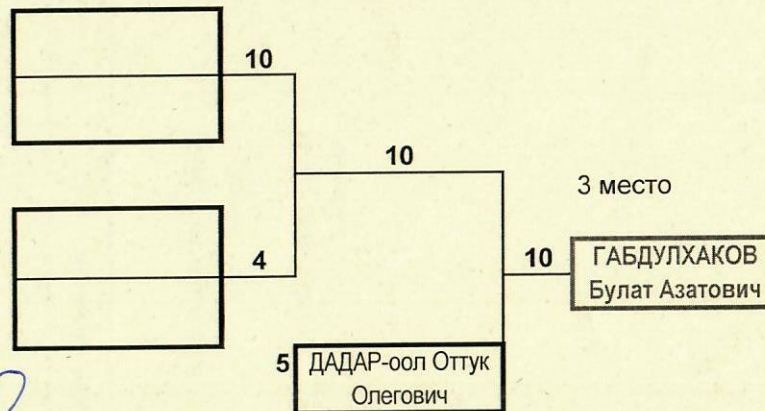 10
10
3 место
4
10
ГАБДУЛХАКОВ
Булат Азатович
5
ДАДАР-оол Оттук
Олегович